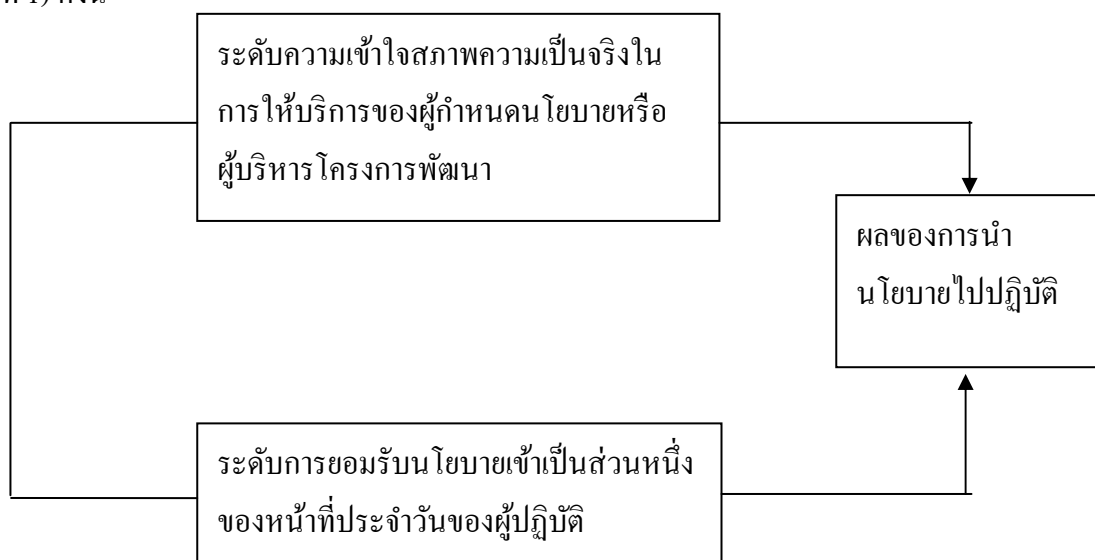 ระดับความเข้าใจสภาพความเป็นจริงใน
การให้บริการของผู้กำหนดนโยบายหรือ
ผู้บริหารโครงการพัฒนา
ผลของการนำ
นโยบายไปปฏิบัติ
ระดับการยอมรับนโยบายเข้าเป็นส่วนหนึ่ง
ของหน้าที่ประจำวันของผู้ปฏิบัติ